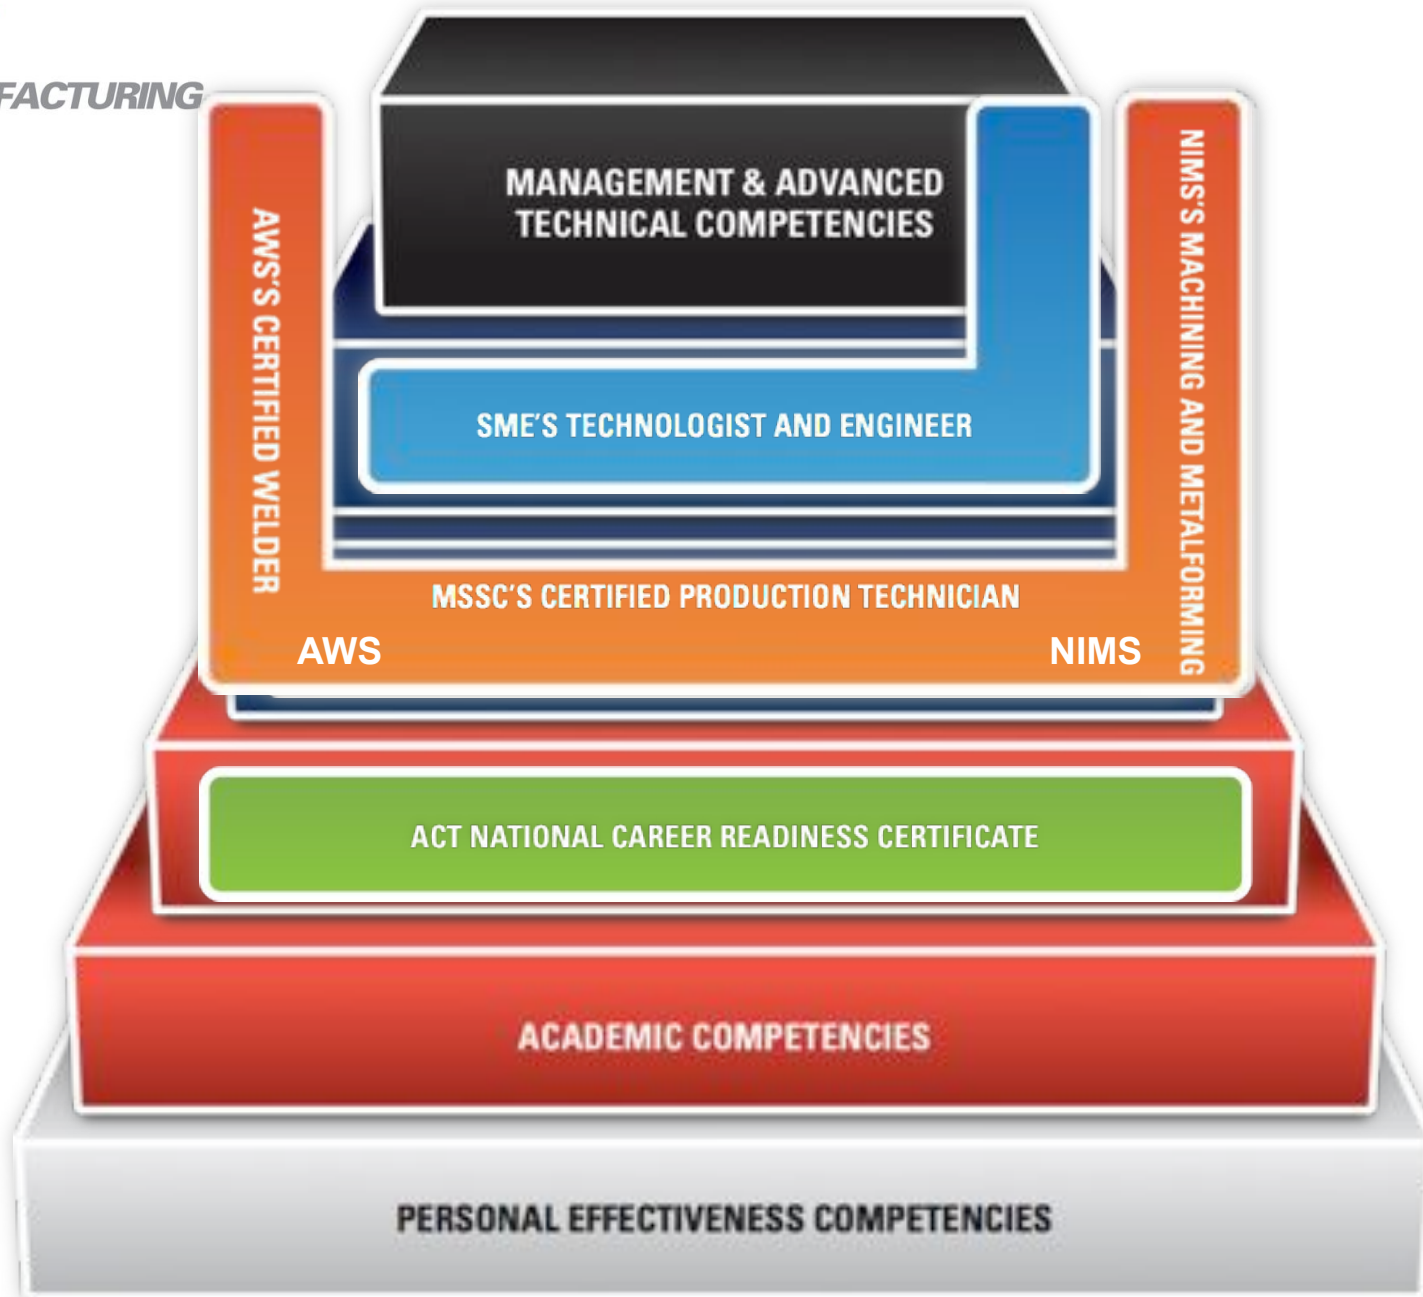 FACTURING
MANAGEMENT & ADVANCED
TECHNICAL COMPETENCIES
AWS'S CERTIFIED WELDER
NIMS'S MACHINING AND METALFORMING
SME'S TECHNOLOGIST AND ENGINEER
MSSC'S CERTIFIED PRODUCTION TECHNICIAN
AWS
NIMS
ACT NATIONAL CAREER READINESS CERTIFICATE
ACADEMIC COMPETENCIES
PERSONAL EFFECTIVENESS COMPETENCIES